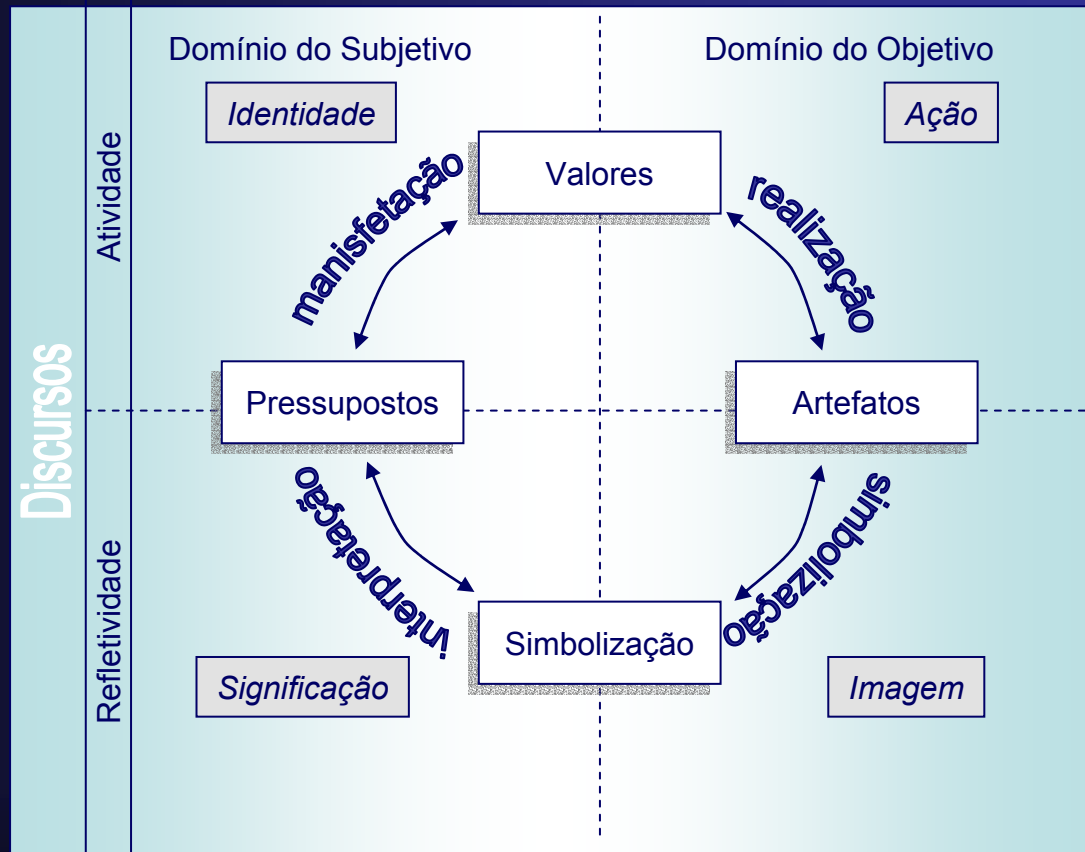 Domínio do Subjetivo
Domínio do Objetivo
Identidade
Ação
Valores
manisfetação
realização
Atividade
Pressupostos
Artefatos
Discursos
interpretação
simbolização
Simbolização
Refletividade
Significação
Imagem